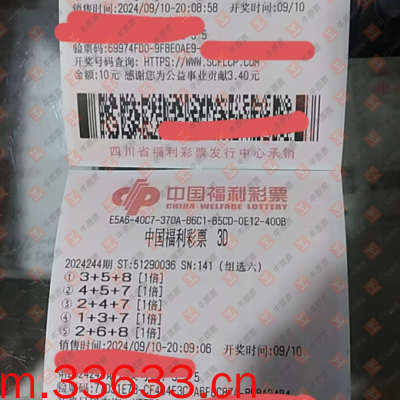 销售时间:2024/09/10-20:08:58 开奖时间:09/10
5
验票码:69974FD0-9F8E0AE9-
开奖号码查询: HTTPS://WWW.SCFLCP.COM
金额:10元 感谢您为公益事业贡献3.40元
四川省福利彩票发行中心承销
中国福利彩票
CHINA WELFARE LOTTERY
E5A6-40C7-370A-86C1-B5CD-0E12-400B
中国福利彩票 3D
2024244期 ST:51290036 SN:141 (组选六)
① 3+5+8 [1倍]
② 4+5+7 [1倍]
③ 2+4+7 [1倍]
④ 1+3+7 [1倍]
⑤ 2+6+8 [1倍]
销售时间:2024/09/10-20:09:06 开奖时间:09/10
5
m.33633.cn